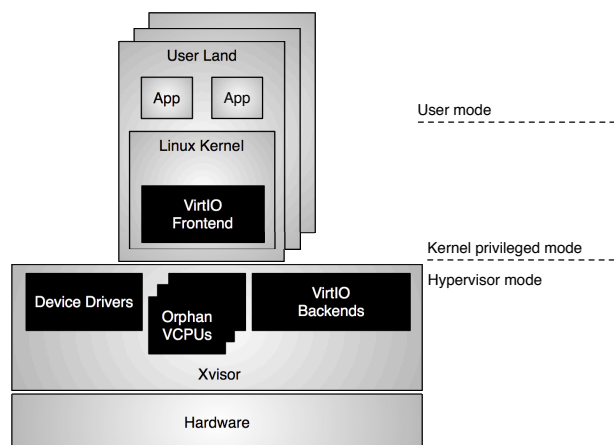 User Land
App App
User mode
Linux Kernel
VirtIO
Frontend
Kernel privileged mode
Hypervisor mode
Device Drivers
Orphan
VCPUs
VirtIO
Backends
Xvisor
Hardware